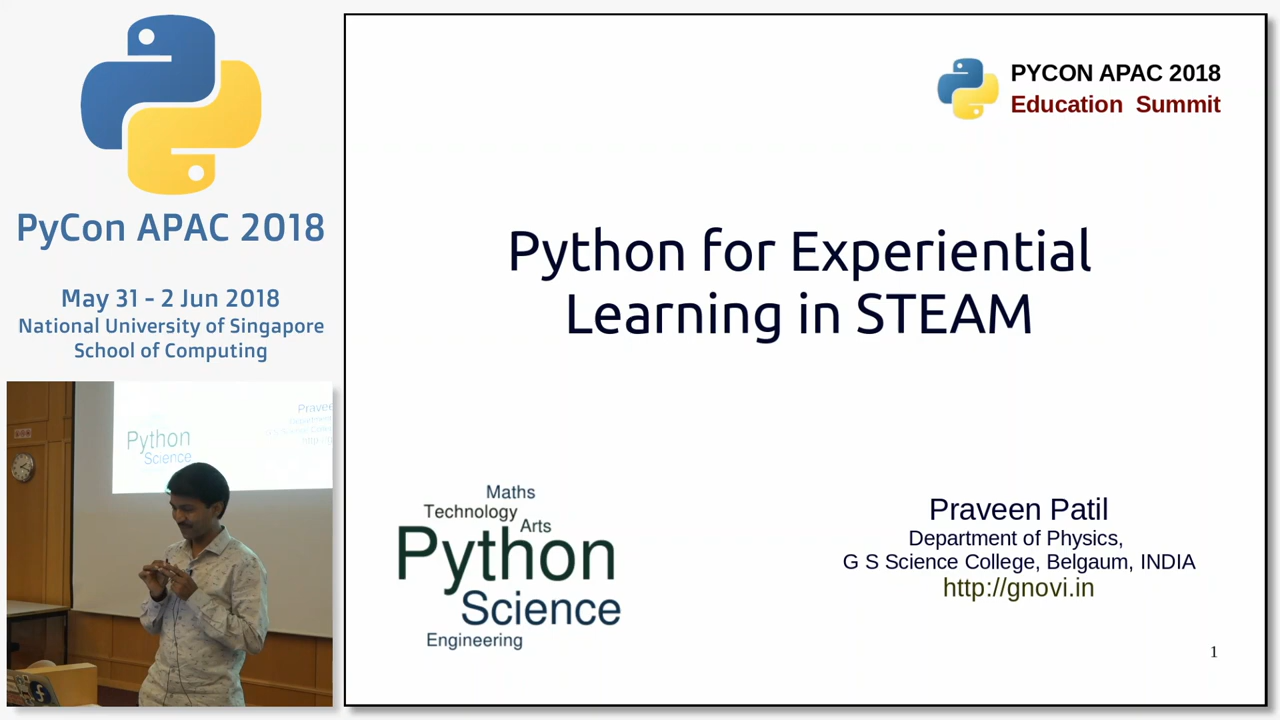 PyCon APAC 2018
May 31 - 2 Jun 2018
National University of Singapore
School of Computing
Python
Science
PYCON APAC 2018
Education Summit
Python for Experiential
Learning in STEAM
Maths
Technology
Arts
Python
Science
Engineering
Praveen Patil
Department of Physics,
G S Science College, Belgaum, INDIA
http://gnovi.in
1